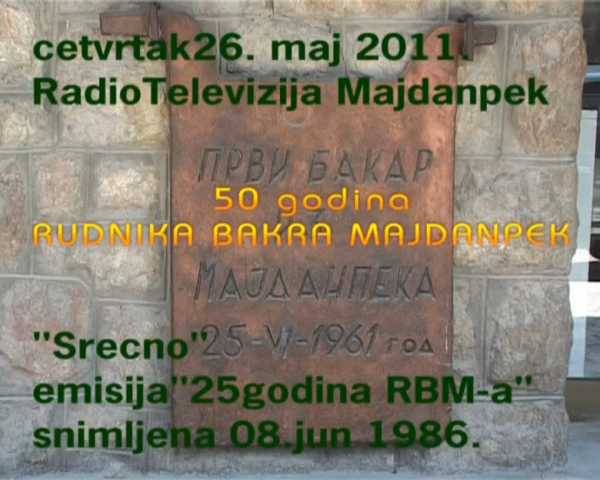 cetvrtak26. maj 2011.
RadioTelevizija Majdanpek
ПРВИ БАКАР
50 godina
RUDNIKA BAKRA MAJDANPEK
МАЈДАНПЕКА
"Srecno"
25-VI-1961 ГОД
emisija"25godina RBM-a"
snimljena 08.jun 1986.